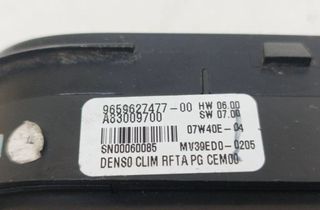 9659627477-00 HW 06.00
A83009700 SW 07.00
07W40E-04
SN00060085 MV39ED0-0205
DENSO CLIM RFTA PG CEM00